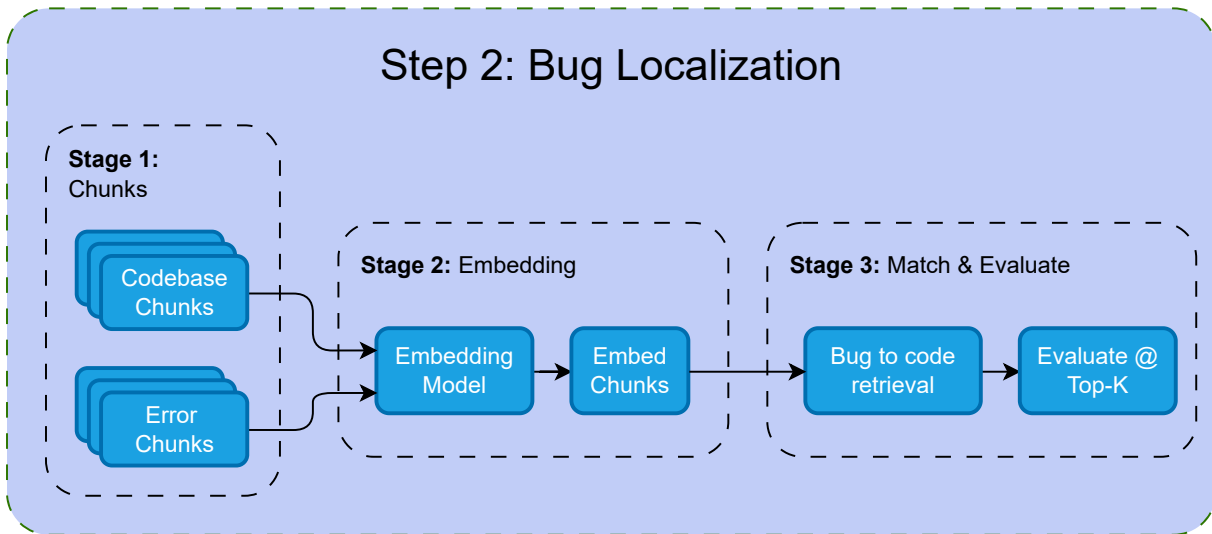 Step 2: Bug Localization
Stage 1:
Chunks
Codebase
Chunks
Error
Chunks
Stage 2: Embedding
Embedding
Model
Embed
Chunks
Stage 3: Match & Evaluate
Bug to code
retrieval
Evaluate @
Top-K